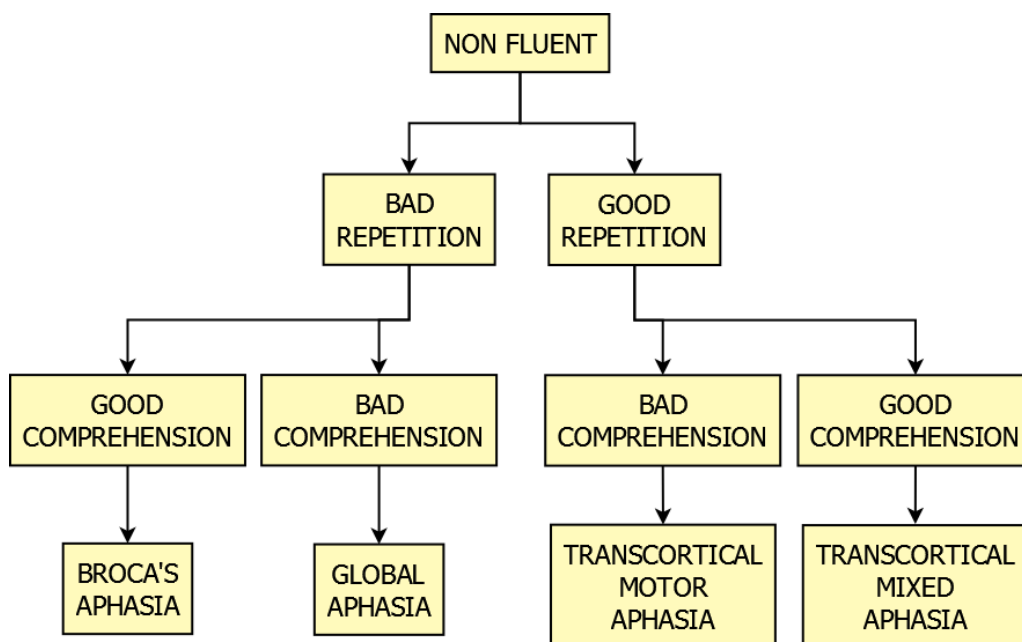 NON FLUENT
BAD
REPETITION
GOOD
REPETITION
GOOD
COMPREHENSION
BAD
COMPREHENSION
BAD
COMPREHENSION
GOOD
COMPREHENSION
BROCA'S
APHASIA
GLOBAL
APHASIA
TRANSCORTICAL
MOTOR
APHASIA
TRANSCORTICAL
MIXED
APHASIA